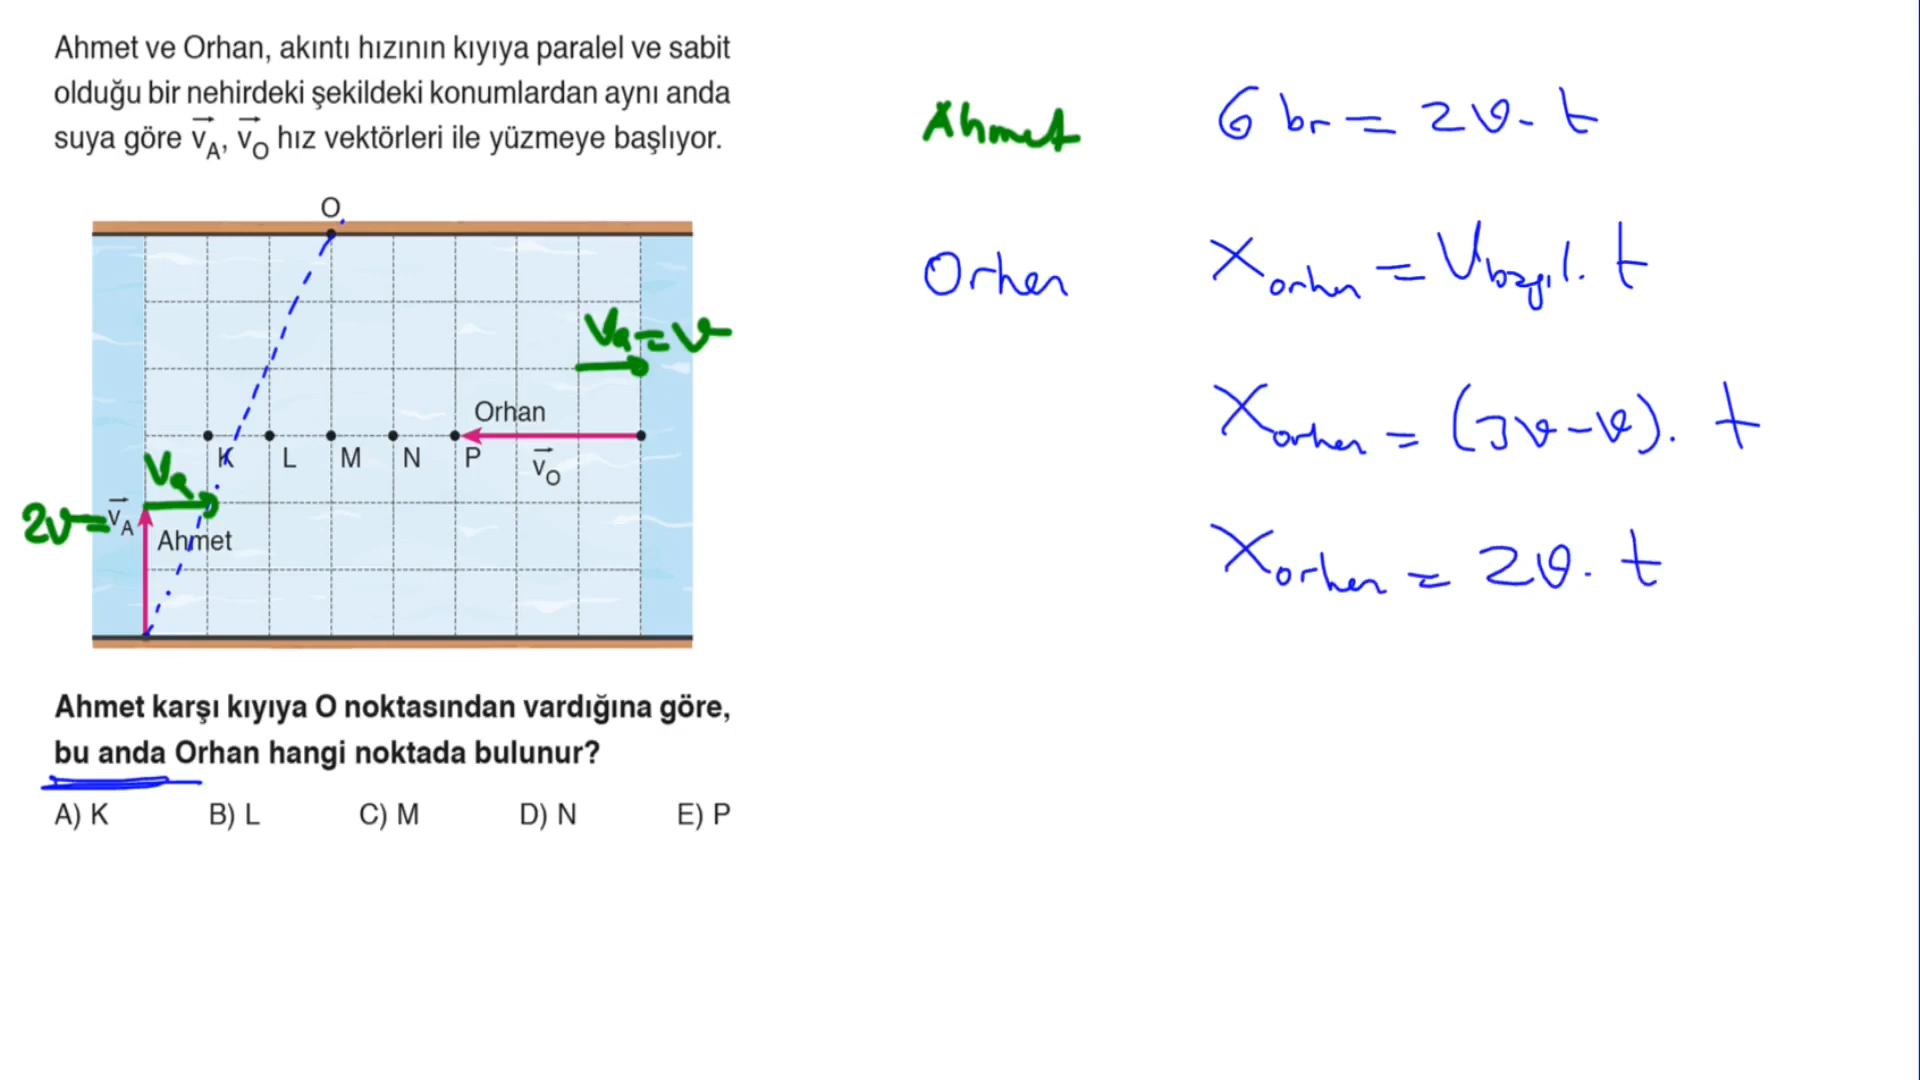 Ahmet ve Orhan, akıntı hızının kıyıya paralel ve sabit
olduğu bir nehirdeki şekildeki konumlardan aynı anda
suya göre v⃗A, v⃗O hız vektörleri ile yüzmeye başlıyor.
O
Va = v
Orhan
K L M N P v⃗O
Va
2v = v⃗A
Ahmet
Ahmet karşı kıyıya O noktasından vardığına göre,
bu anda Orhan hangi noktada bulunur?
A) K B) L C) M D) N E) P
Ahmet 6 br = 2v . t
Orhan Xorhan = Vbağıl . t
Xorhan = (3v - v) . t
Xorhan = 2v . t